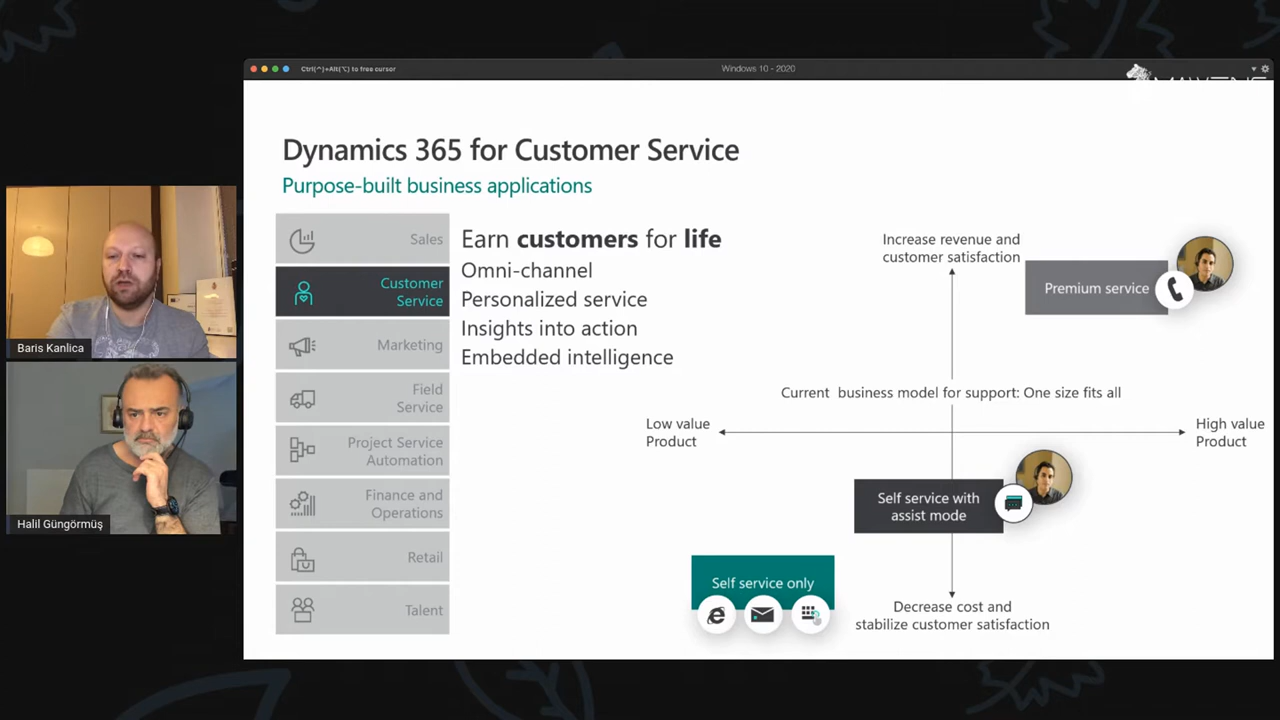 Ctrl(^)+Alt(⌥) to free cursor
Windows 10 - 2020
Dynamics 365 for Customer Service
Purpose-built business applications
Sales
Customer
Service
Marketing
Field
Service
Project Service
Automation
Finance and
Operations
Retail
Talent
Earn customers for life
Omni-channel
Personalized service
Insights into action
Embedded intelligence
Increase revenue and
customer satisfaction
Premium service
Current business model for support: One size fits all
Low value
Product
High value
Product
Self service with
assist mode
Self service only
Decrease cost and
stabilize customer satisfaction
Baris Kanlica
Halil Güngörmüş